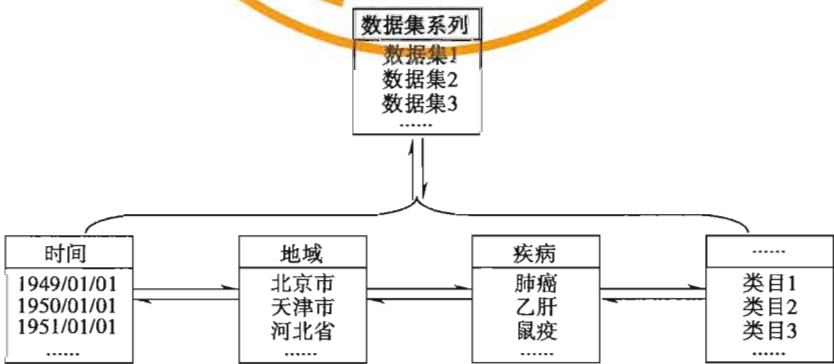 数据集系列
数据集1
数据集2
数据集3
......
时间
1949/01/01
1950/01/01
1951/01/01
......
地域
北京市
天津市
河北省
......
疾病
肺癌
乙肝
鼠疫
......
......
类目1
类目2
类目3
......